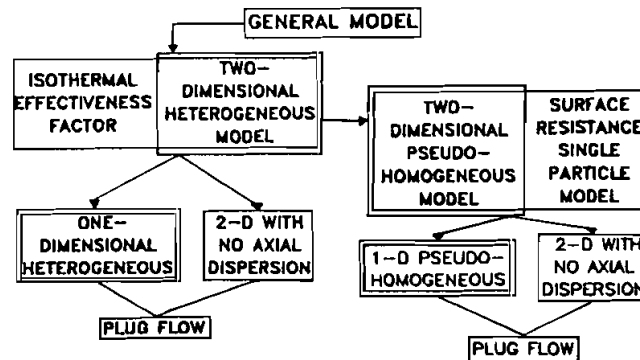 GENERAL MODEL
ISOTHERMAL
EFFECTIVENESS
FACTOR
TWO-
DIMENSIONAL
HETEROGENEOUS
MODEL
TWO-
DIMENSIONAL
PSEUDO-
HOMOGENEOUS
MODEL
SURFACE
RESISTANCE
SINGLE
PARTICLE
MODEL
ONE-
DIMENSIONAL
HETEROGENEOUS
2-D WITH
NO AXIAL
DISPERSION
1-D PSEUDO-
HOMOGENEOUS
2-D WITH
NO AXIAL
DISPERSION
PLUG FLOW
PLUG FLOW